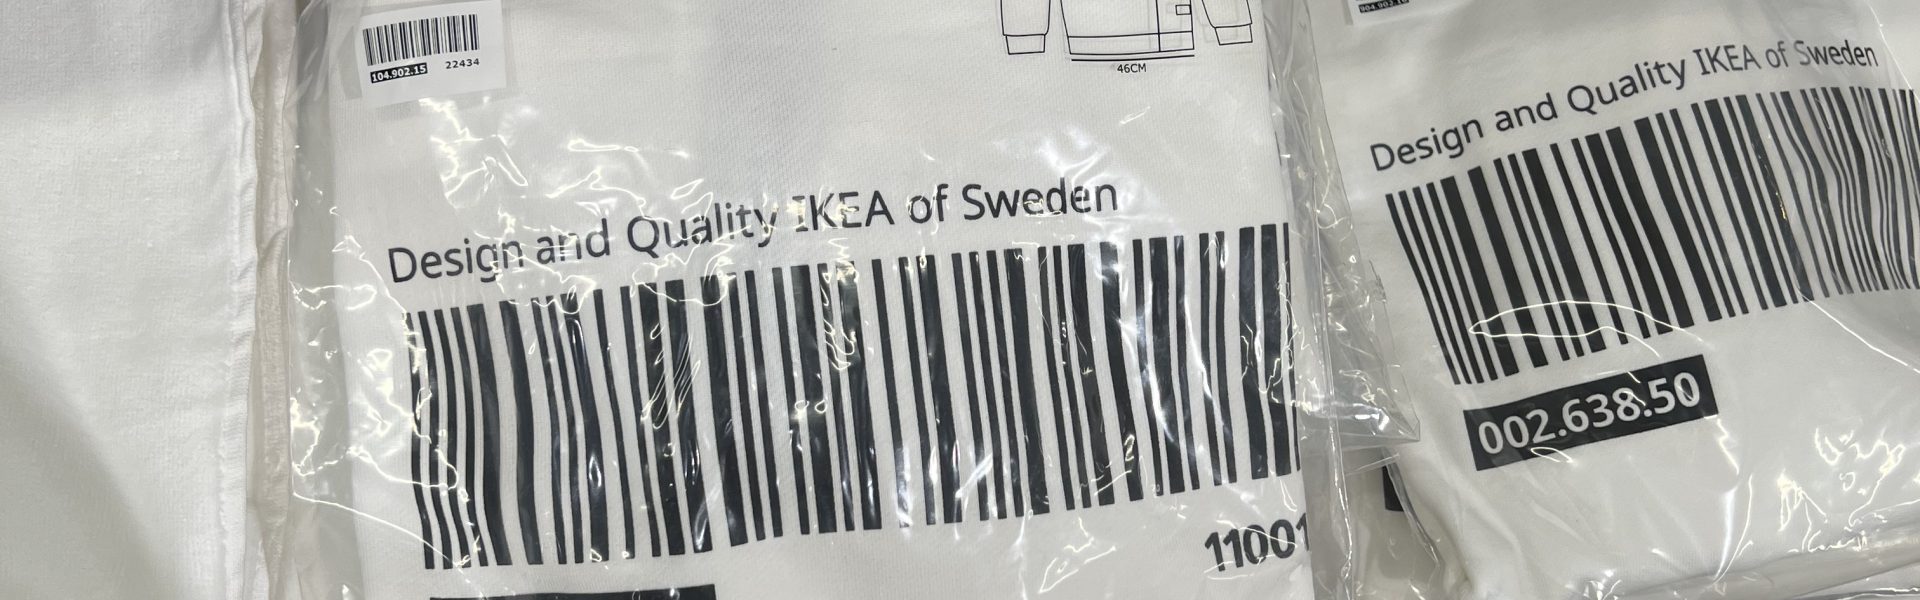 104.902.15 22434
46CM
Design and Quality IKEA of Sweden
11001
Design and Quality IKEA of Sweden
002.638.50